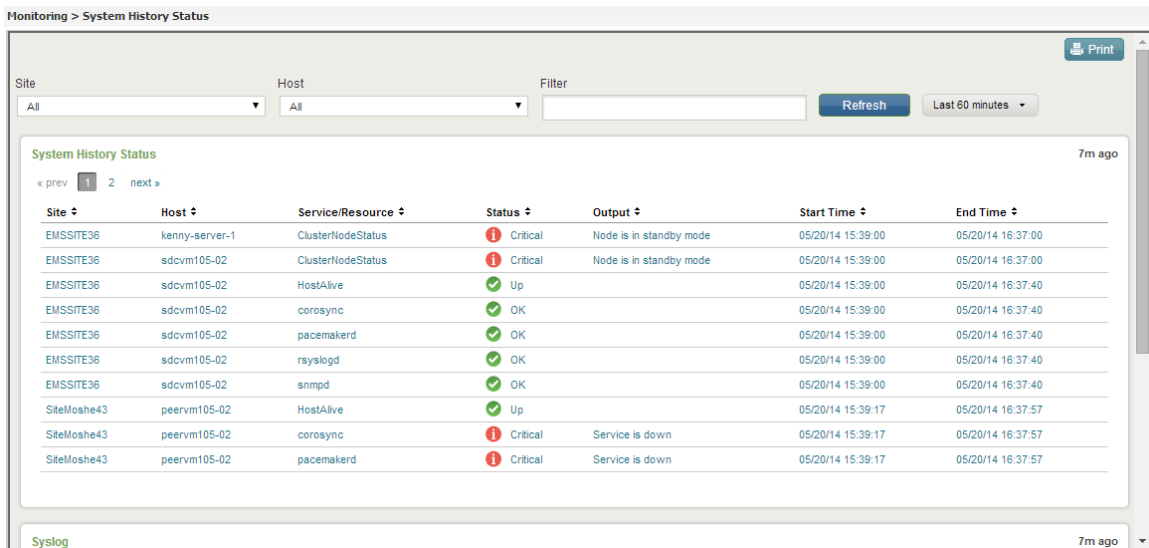 Monitoring > System History Status
Print
Site Host Filter
All All Refresh Last 60 minutes
System History Status 7m ago
« prev 1 2 next »
Site Host Service/Resource Status Output Start Time End Time
EMSSITE36 kenny-server-1 ClusterNodeStatus Critical Node is in standby mode 05/20/14 15:39:00 05/20/14 16:37:00
EMSSITE36 sdcvm105-02 ClusterNodeStatus Critical Node is in standby mode 05/20/14 15:39:00 05/20/14 16:37:00
EMSSITE36 sdcvm105-02 HostAlive Up 05/20/14 15:39:00 05/20/14 16:37:40
EMSSITE36 sdcvm105-02 corosync OK 05/20/14 15:39:00 05/20/14 16:37:40
EMSSITE36 sdcvm105-02 pacemakerd OK 05/20/14 15:39:00 05/20/14 16:37:40
EMSSITE36 sdcvm105-02 rsyslogd OK 05/20/14 15:39:00 05/20/14 16:37:40
EMSSITE36 sdcvm105-02 snmpd OK 05/20/14 15:39:00 05/20/14 16:37:40
SiteMoshe43 peervm105-02 HostAlive Up 05/20/14 15:39:17 05/20/14 16:37:57
SiteMoshe43 peervm105-02 corosync Critical Service is down 05/20/14 15:39:17 05/20/14 16:37:57
SiteMoshe43 peervm105-02 pacemakerd Critical Service is down 05/20/14 15:39:17 05/20/14 16:37:57
Syslog 7m ago